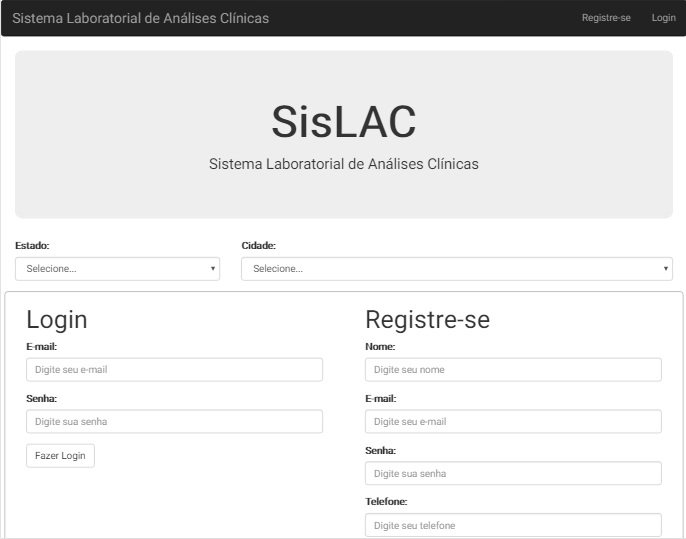 Sistema Laboratorial de Análises Clínicas
Registre-se
Login
SisLAC
Sistema Laboratorial de Análises Clínicas
Estado:
Cidade:
Selecione...
Selecione...
Login
E-mail:
Digite seu e-mail
Senha:
Digite sua senha
Fazer Login
Registre-se
Nome:
Digite seu nome
E-mail:
Digite seu e-mail
Senha:
Digite sua senha
Telefone:
Digite seu telefone